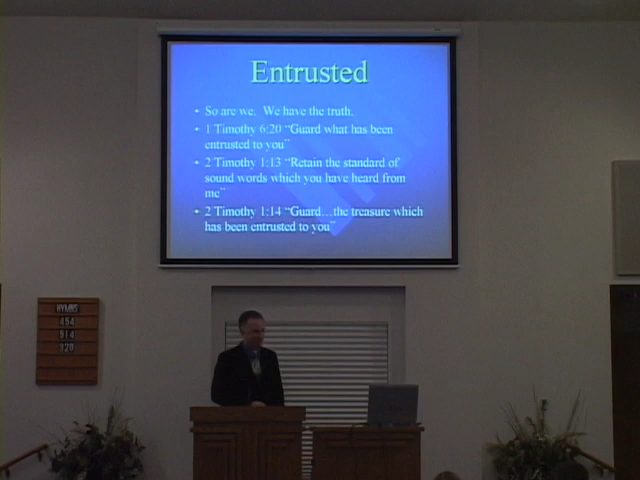 Entrusted
• So are we. We have the truth.
• 1 Timothy 6:20 “Guard what has been
entrusted to you”
• 2 Timothy 1:13 “Retain the standard of
sound words which you have heard from
me”
• 2 Timothy 1:14 “Guard…the treasure which
has been entrusted to you”
HYMNS
454
514
320